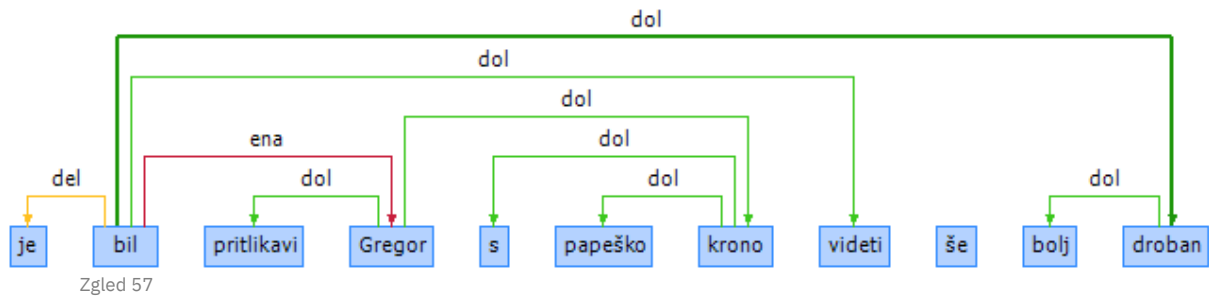 dol
dol
dol
ena dol
del dol dol dol
je bil pritlikavi Gregor s papeško krono videti še bolj droban
Zgled 57